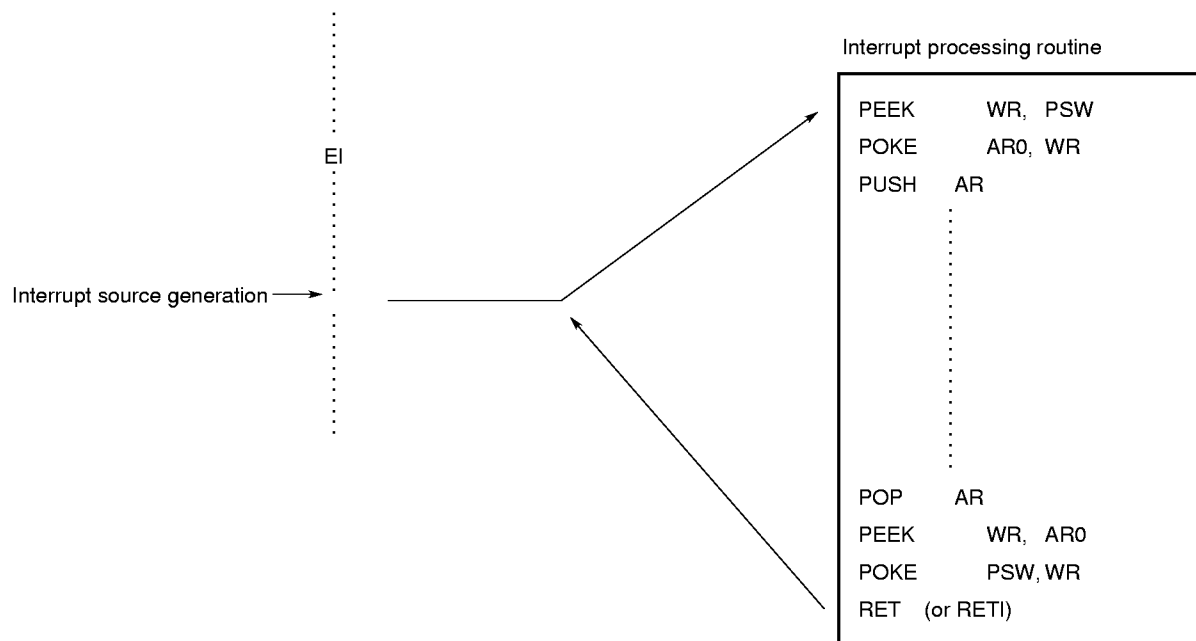 Interrupt processing routine
PEEK WR, PSW
EI
POKE AR0, WR
PUSH AR
Interrupt source generation
POP AR
PEEK WR, AR0
POKE PSW, WR
RET (or RETI)